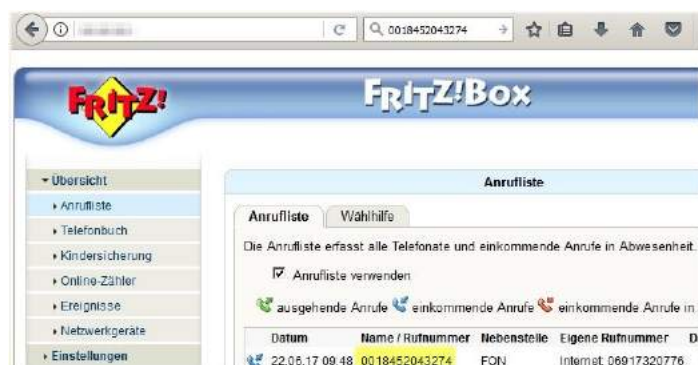 0018452043274
FRITZ!
FRITZ!Box
Übersicht
Anrufliste
Telefonbuch
Kindersicherung
Online-Zähler
Ereignisse
Netzwerkgeräte
Einstellungen
Anrufliste
Anrufliste Wählhilfe
Die Anrufliste erfasst alle Telefonate und einkommende Anrufe in Abwesenheit.
Anrufliste verwenden
ausgehende Anrufe einkommende Anrufe einkommende Anrufe in
Datum Name / Rufnummer Nebenstelle Eigene Rufnummer D
22.06.17 09:48 0018452043274 FON Internet: 06917320776